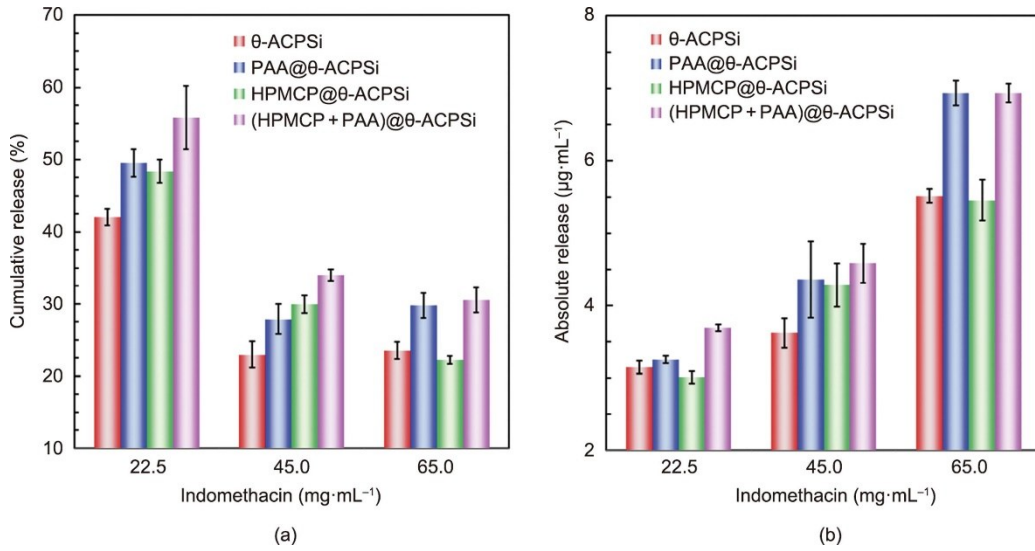 70
60
50
40
30
20
10
Cumulative release (%)
θ-ACPSi
PAA@θ-ACPSi
HPMCP@θ-ACPSi
(HPMCP + PAA)@θ-ACPSi
22.5
45.0
65.0
Indomethacin (mg·mL⁻¹)
(a)
8
6
4
2
Absolute release (μg·mL⁻¹)
θ-ACPSi
PAA@θ-ACPSi
HPMCP@θ-ACPSi
(HPMCP + PAA)@θ-ACPSi
22.5
45.0
65.0
Indomethacin (mg·mL⁻¹)
(b)